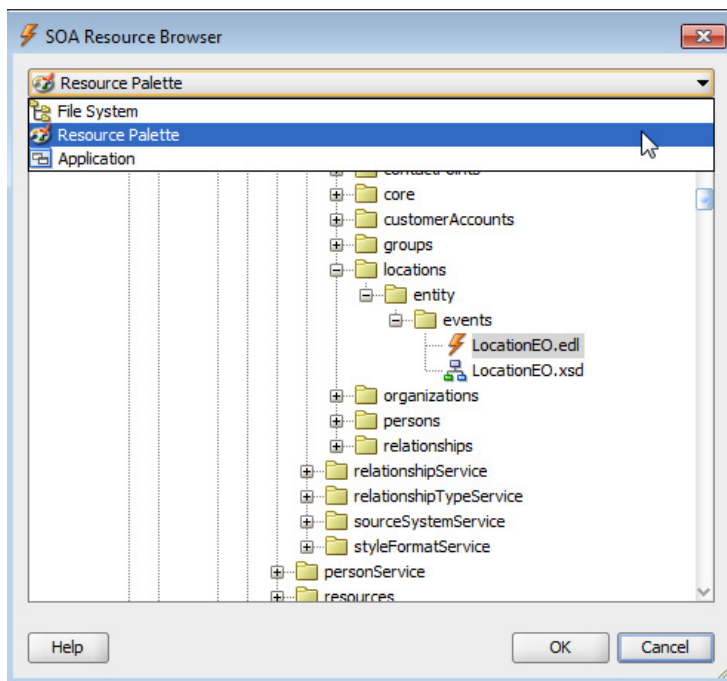 SOA Resource Browser
Resource Palette
File System
Resource Palette
Application
contactPoints
core
customerAccounts
groups
locations
entity
events
LocationEO.edl
LocationEO.xsd
organizations
persons
relationships
relationshipService
relationshipTypeService
sourceSystemService
styleFormatService
personService
resources
Help
OK
Cancel